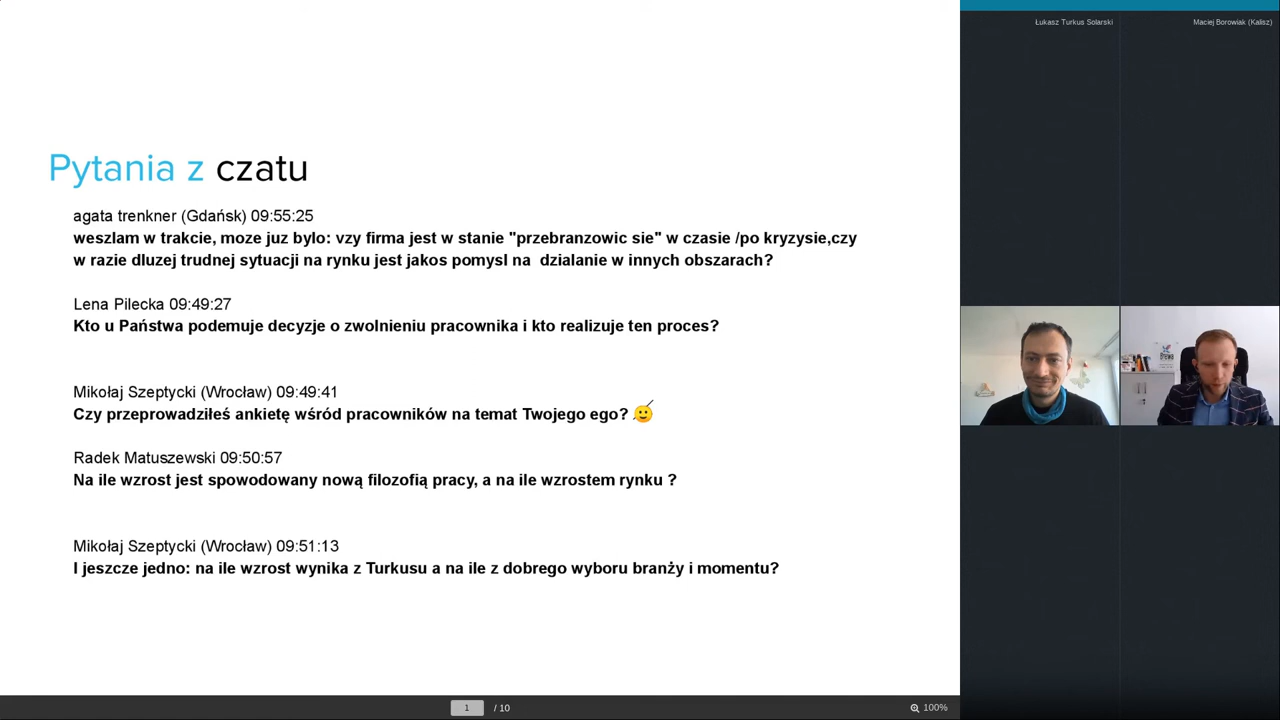 Łukasz Turkus Solarski
Maciej Borowiak (Kalisz)
Pytania z czatu
agata trenkner (Gdańsk) 09:55:25
weszlam w trakcie, moze juz bylo: vzy firma jest w stanie "przebranzowic sie" w czasie /po kryzysie,czy
w razie dluzej trudnej sytuacji na rynku jest jakos pomysl na dzialanie w innych obszarach?
Lena Pilecka 09:49:27
Kto u Państwa podemuje decyzje o zwolnieniu pracownika i kto realizuje ten proces?
Mikołaj Szeptycki (Wrocław) 09:49:41
Czy przeprowadziłeś ankietę wśród pracowników na temat Twojego ego?
Radek Matuszewski 09:50:57
Na ile wzrost jest spowodowany nową filozofią pracy, a na ile wzrostem rynku ?
Mikołaj Szeptycki (Wrocław) 09:51:13
I jeszcze jedno: na ile wzrost wynika z Turkusu a na ile z dobrego wyboru branży i momentu?
1 / 10
100%